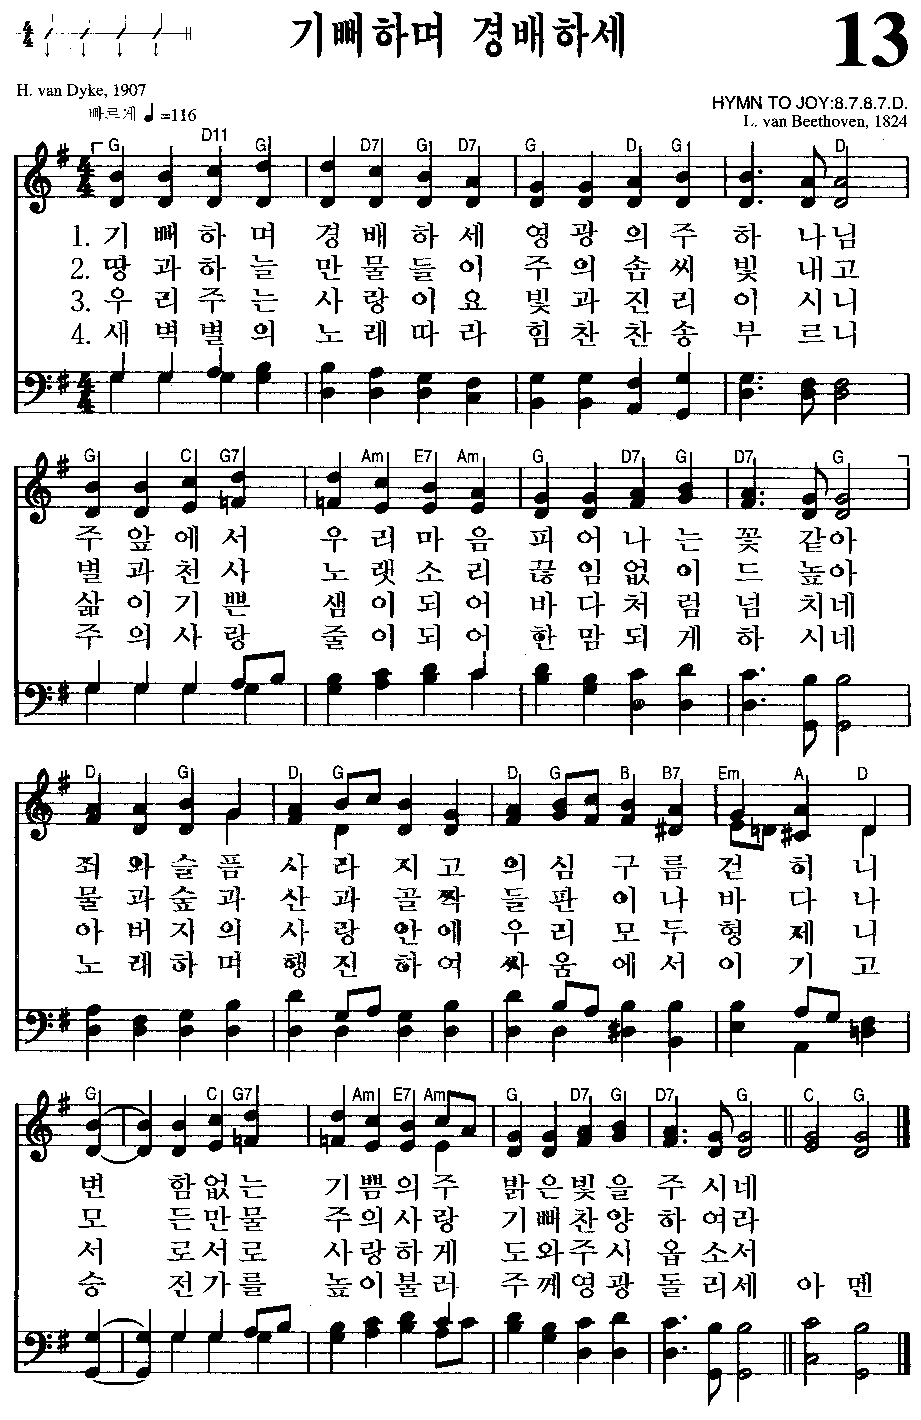 기뻐하며 경배하세 13
H. van Dyke, 1907
빠르게 ♩=116
HYMN TO JOY:8.7.8.7.D.
L. van Beethoven, 1824
G D11 G D7 G D7 G D G D
1. 기 뻐 하 며 경 배 하 세 영 광 의 주 하 나 님
2. 땅 과 하 늘 만 물 들 이 주 의 솜 씨 빛 내 고
3. 우 리 주 는 사 랑 이 요 빛 과 진 리 이 시 니
4. 새 벽 별 의 노 래 따 라 힘 찬 찬 송 부 르 니
G C G7 Am E7 Am G D7 G D7 G
주 앞 에 서 우 리 마 음 피 어 나 는 꽃 같 아
별 과 천 사 노 랫 소 리 끊 임 없 이 드 높 아
삶 이 기 쁜 샘 이 되 어 바 다 처 럼 넘 치 네
주 의 사 랑 줄 이 되 어 한 맘 되 게 하 시 네
D G D G D G B B7 Em A D
죄 와 슬 픔 사 라 지 고 의 심 구 름 걷 히 니
물 과 숲 과 산 과 골 짝 들 판 이 나 바 다 나
아 버 지 의 사 랑 안 에 우 리 모 두 형 제 니
노 래 하 며 행 진 하 여 싸 움 에 서 이 기 고
G C G7 Am E7 Am G D7 G D7 G C G
변 함 없 는 기 쁨 의 주 밝 은 빛 을 주 시 네
모 든 만 물 주 의 사 랑 기 뻐 찬 양 하 여 라
서 로 서 로 사 랑 하 게 도 와 주 시 옵 소 서
승 전 가 를 높 이 불 러 주 께 영 광 돌 리 세 아 멘